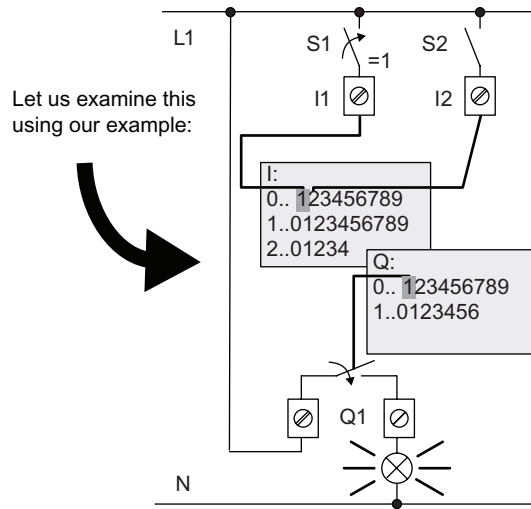 L1
S1
S2
=1
Let us examine this
using our example:
I1
I2
I:
0.. 123456789
1..0123456789
2..01234
Q:
0.. 123456789
1..0123456
Q1
N